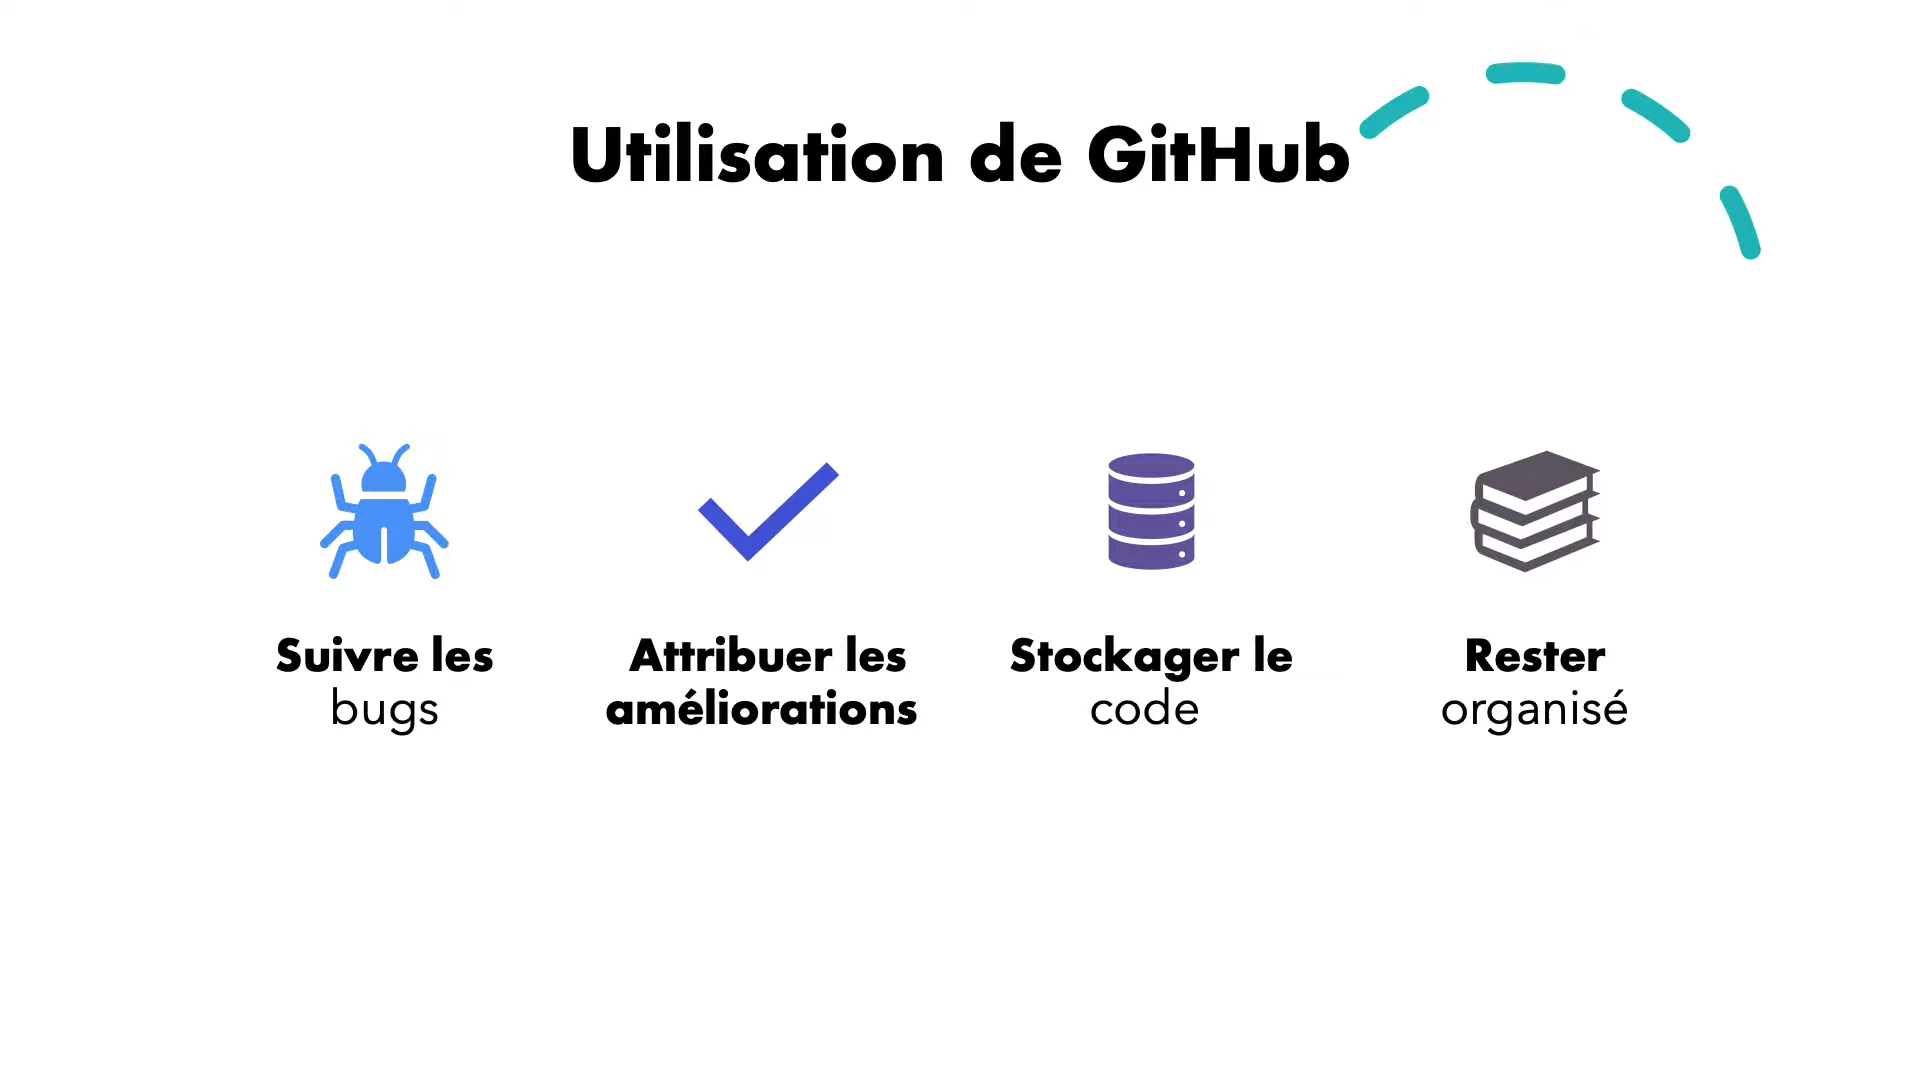 Utilisation de GitHub
Suivre les
bugs
Attribuer les
améliorations
Stockager le
code
Rester
organisé